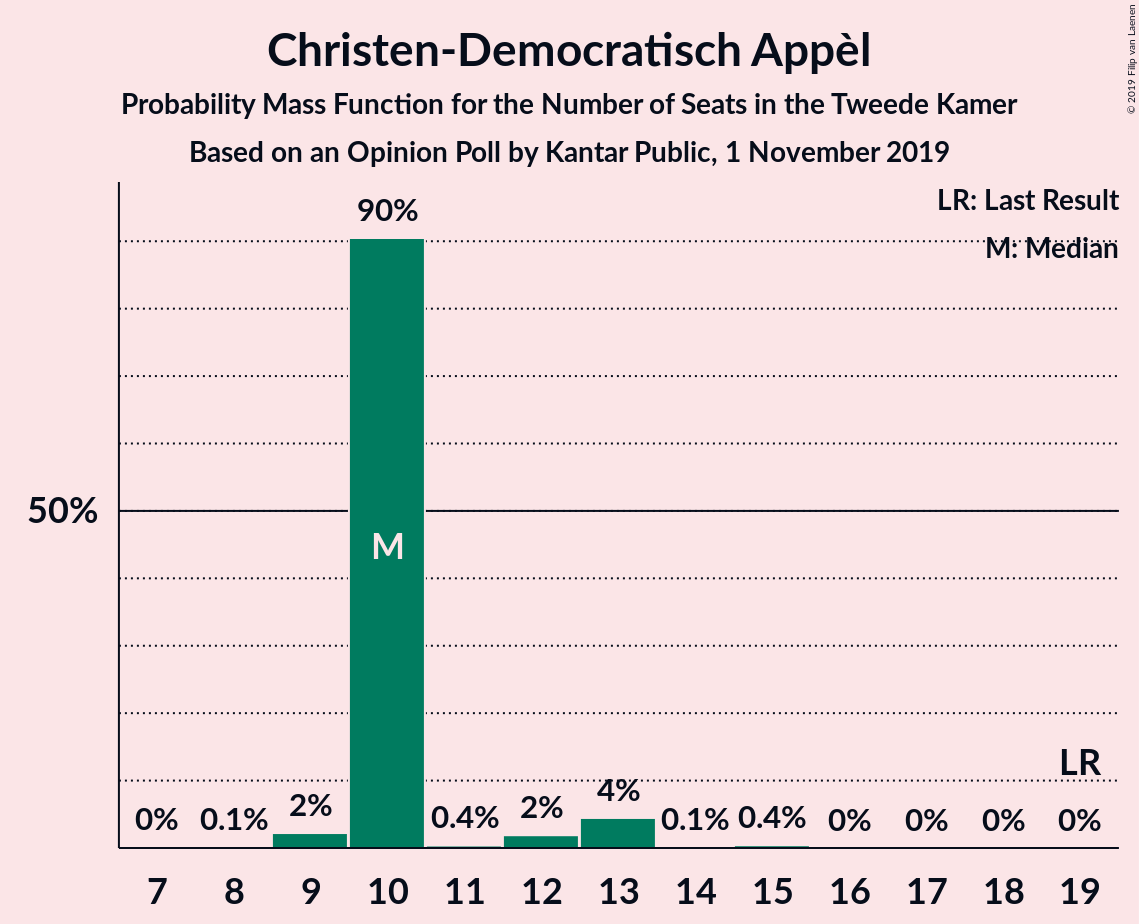 Christen-Democratisch Appèl
Probability Mass Function for the Number of Seats in the Tweede Kamer
Based on an Opinion Poll by Kantar Public, 1 November 2019
© 2019 Filip van Laenen
LR: Last Result
M: Median
90%
50%
M
LR
0% 0.1% 2% 0.4% 2% 4% 0.1% 0.4% 0% 0% 0% 0%
7 8 9 10 11 12 13 14 15 16 17 18 19